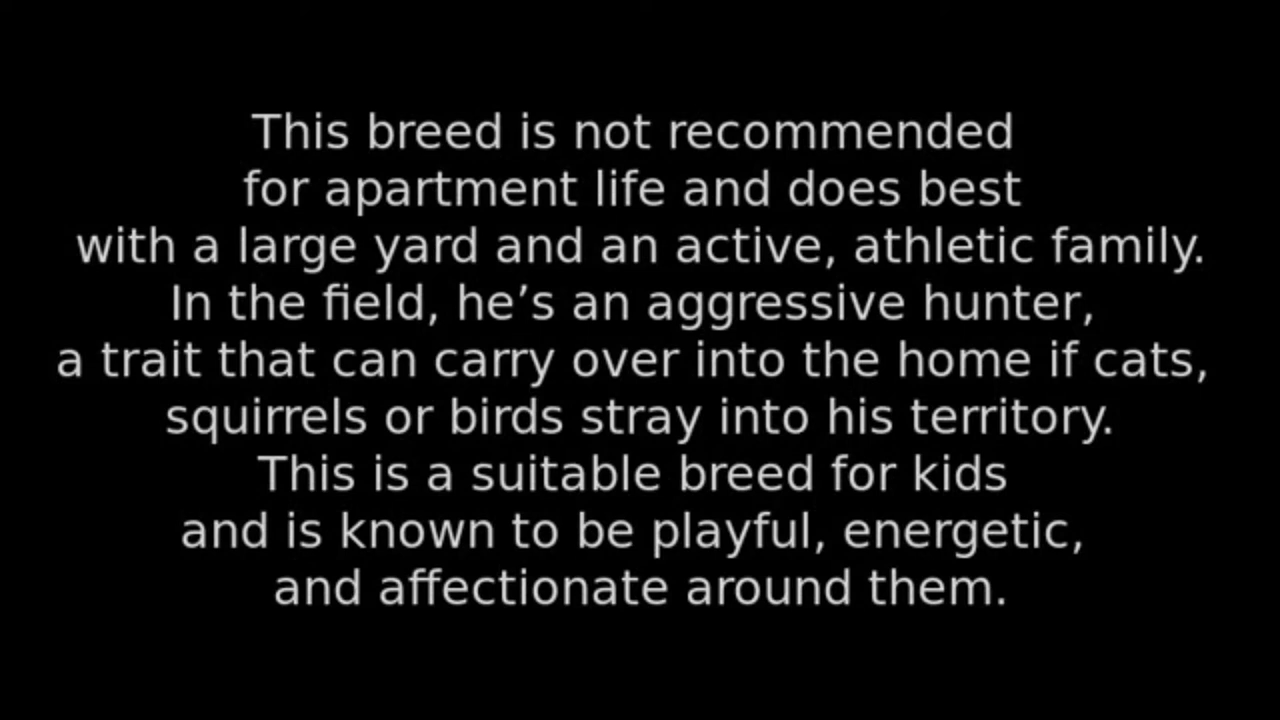 This breed is not recommended
for apartment life and does best
with a large yard and an active, athletic family.
In the field, he’s an aggressive hunter,
a trait that can carry over into the home if cats,
squirrels or birds stray into his territory.
This is a suitable breed for kids
and is known to be playful, energetic,
and affectionate around them.